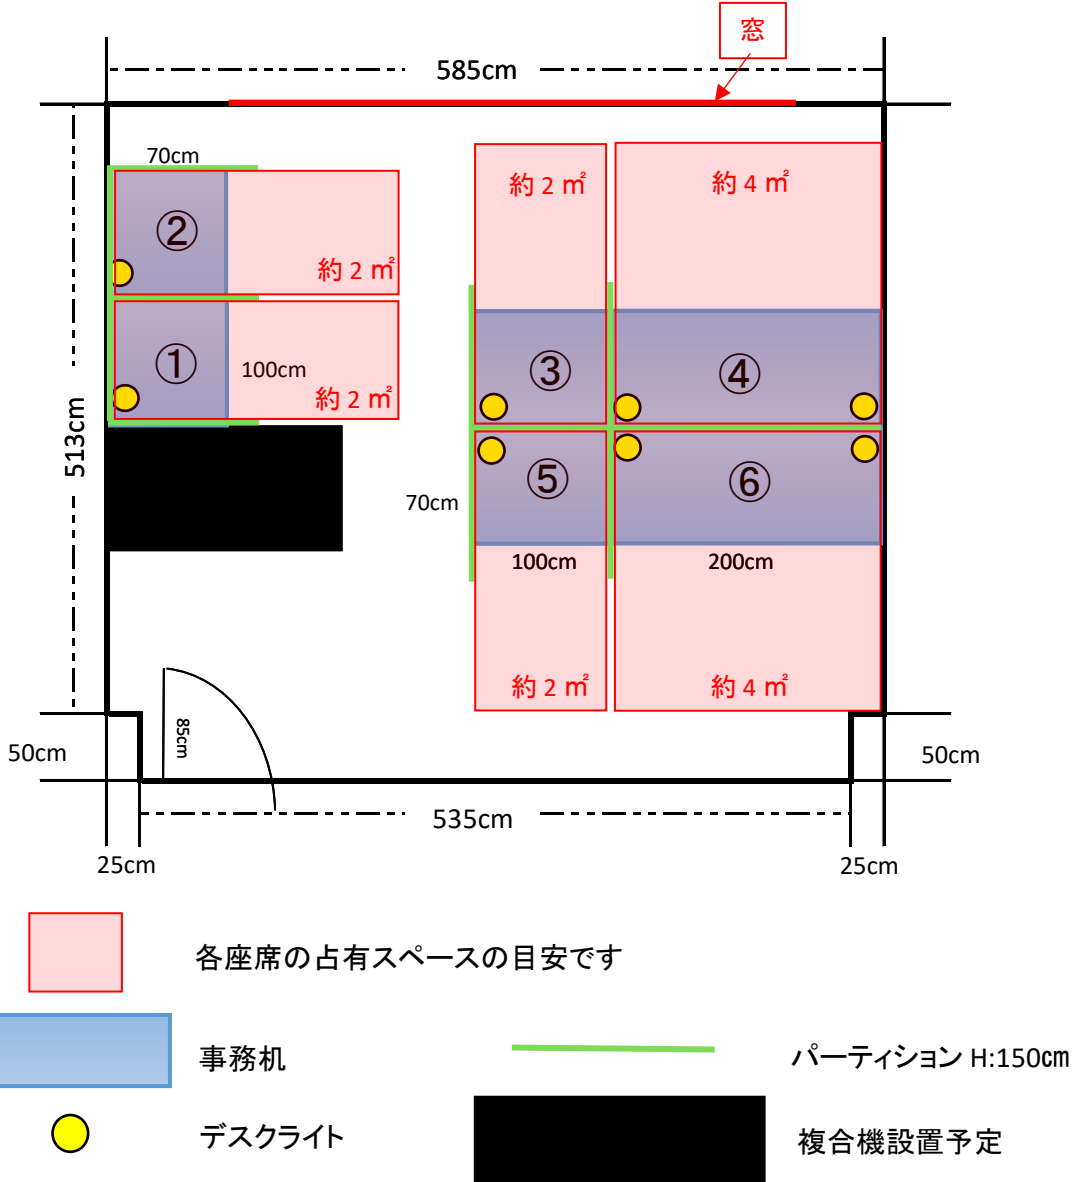 窓
585cm
70cm
約 2 ㎡
約 4 ㎡
②
約 2 ㎡
①
100cm
約 2 ㎡
③
④
513cm
70cm
⑤
⑥
100cm
200cm
約 2 ㎡
約 4 ㎡
85cm
50cm
50cm
535cm
25cm
25cm
各座席の占有スペースの目安です
事務机
パーティション H:150㎝
デスクライト
複合機設置予定